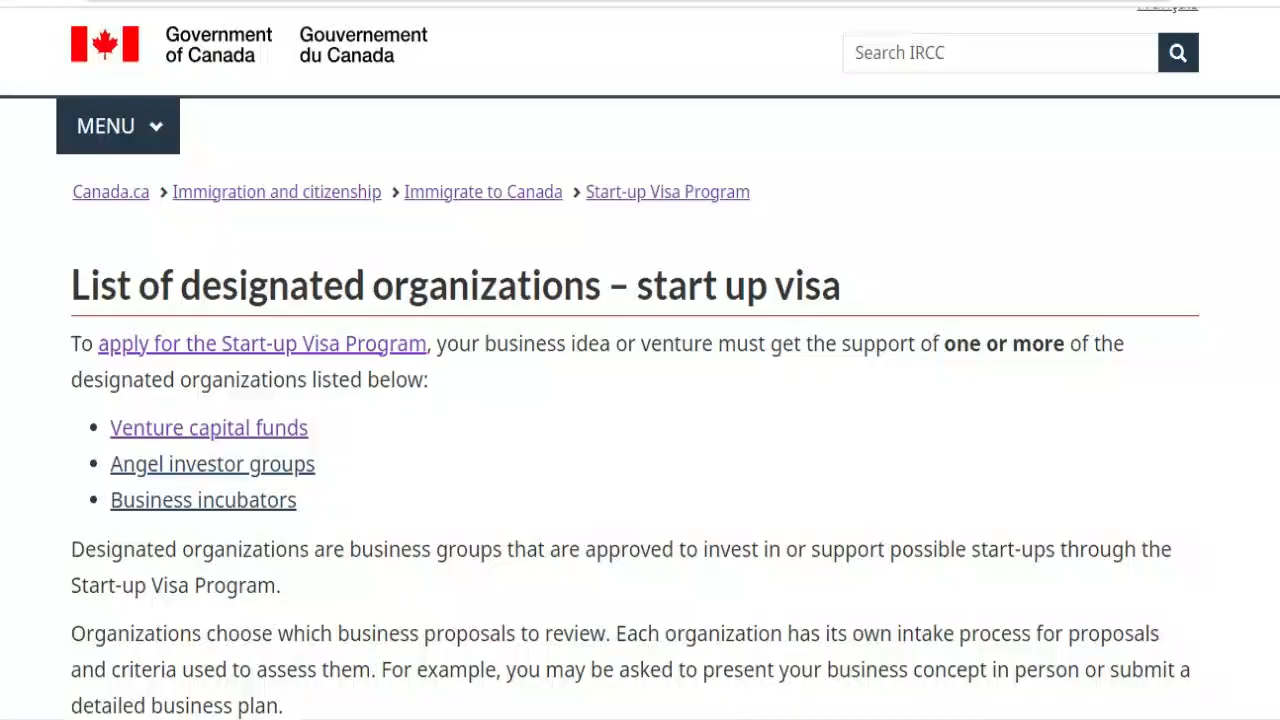 Government of Canada
Gouvernement du Canada
Search IRCC
MENU
Canada.ca
Immigration and citizenship
Immigrate to Canada
Start-up Visa Program
List of designated organizations – start up visa
To apply for the Start-up Visa Program, your business idea or venture must get the support of one or more of the
designated organizations listed below:
• Venture capital funds
• Angel investor groups
• Business incubators
Designated organizations are business groups that are approved to invest in or support possible start-ups through the
Start-up Visa Program.
Organizations choose which business proposals to review. Each organization has its own intake process for proposals
and criteria used to assess them. For example, you may be asked to present your business concept in person or submit a
detailed business plan.